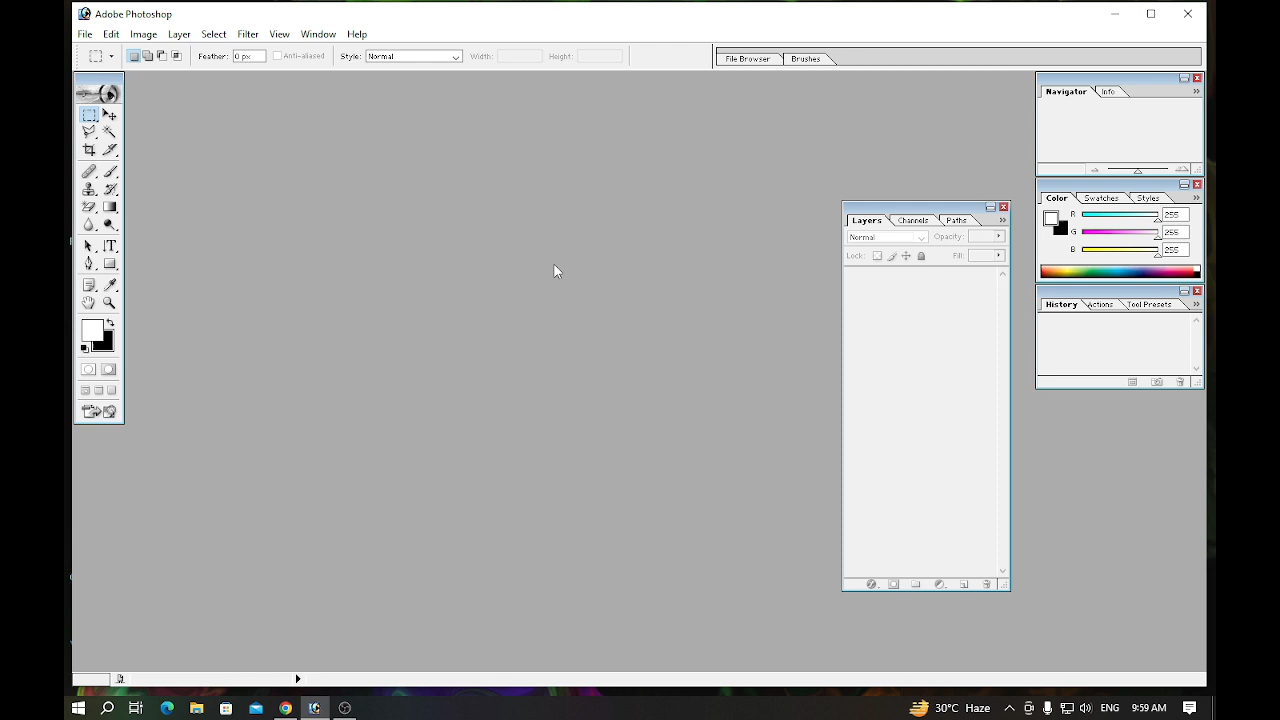 Adobe Photoshop
File Edit Image Layer Select Filter View Window Help
Feather: 0 px Anti-aliased Style: Normal Width: Height: File Browser Brushes
Navigator Info
Color Swatches Styles
R 255
G 255
B 255
Layers Channels Paths
Normal Opacity:
Lock: Fill:
History Actions Tool Presets
30°C Haze ENG 9:59 AM